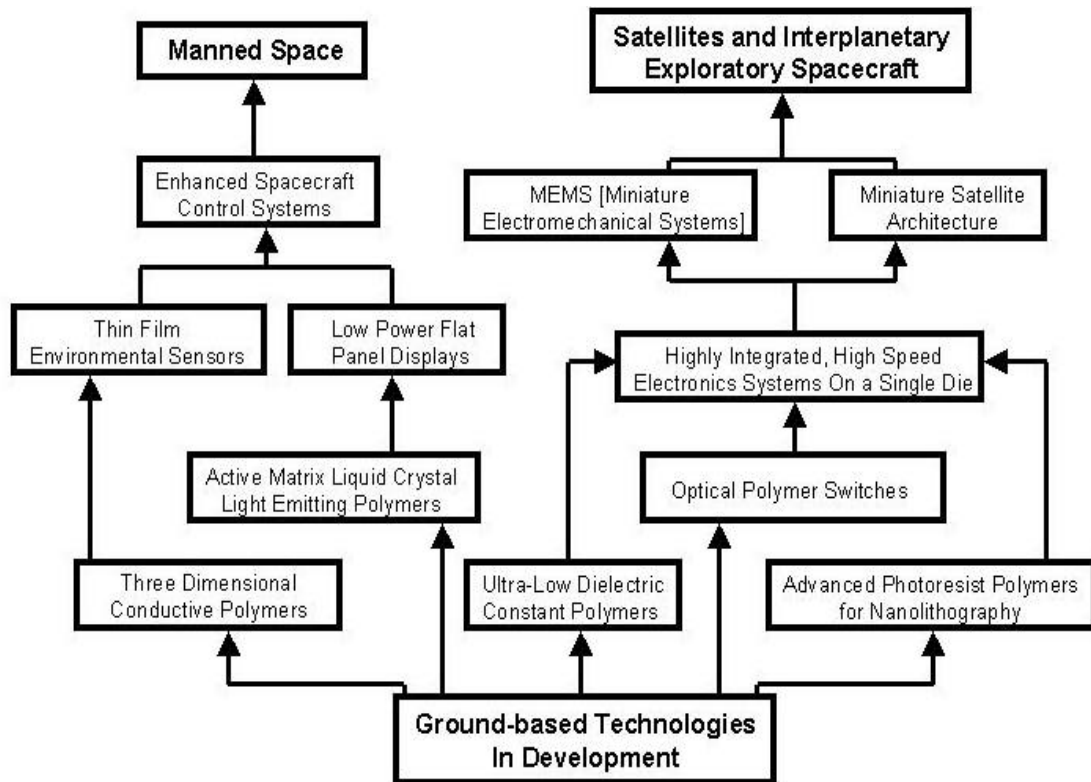 Manned Space
Satellites and Interplanetary
Exploratory Spacecraft
Enhanced Spacecraft
Control Systems
MEMS [Miniature
Electromechanical Systems]
Miniature Satellite
Architecture
Thin Film
Environmental Sensors
Low Power Flat
Panel Displays
Highly Integrated, High Speed
Electronics Systems On a Single Die
Active Matrix Liquid Crystal
Light Emitting Polymers
Optical Polymer Switches
Three Dimensional
Conductive Polymers
Ultra-Low Dielectric
Constant Polymers
Advanced Photoresist Polymers
for Nanolithography
Ground-based Technologies
In Development